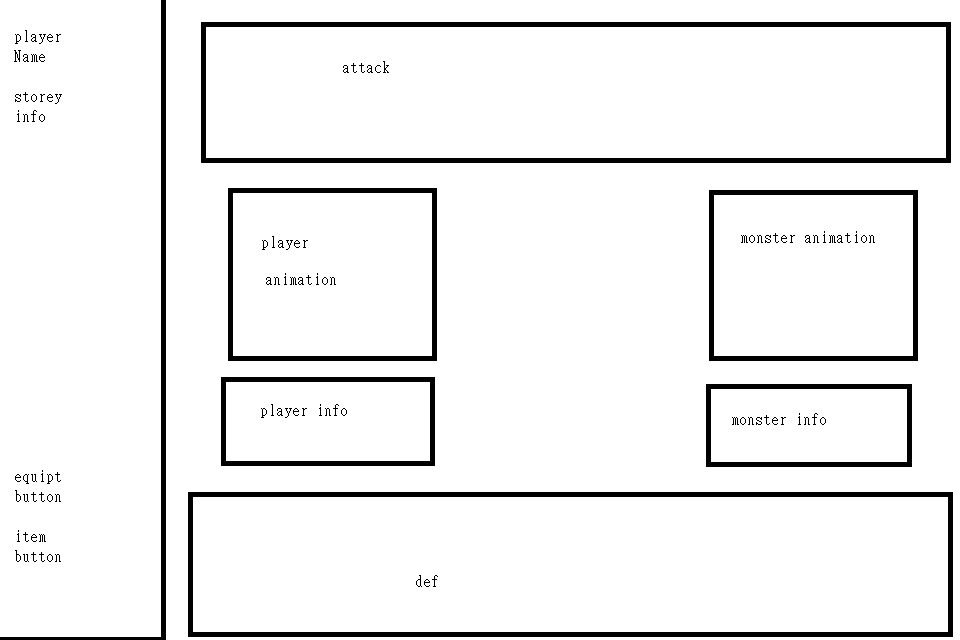 player
Name
storey
info
equipt
button
item
button
attack
player
animation
monster animation
player info
monster info
def